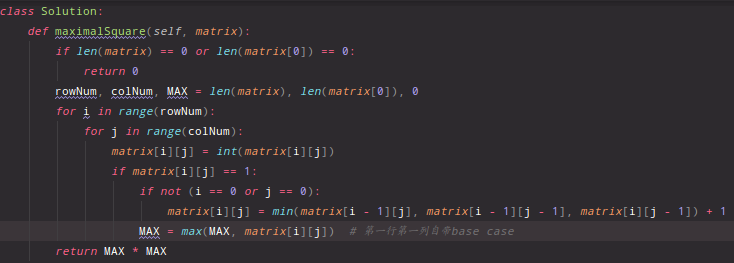 class Solution:
    def maximalSquare(self, matrix):
        if len(matrix) == 0 or len(matrix[0]) == 0:
            return 0
        rowNum, colNum, MAX = len(matrix), len(matrix[0]), 0
        for i in range(rowNum):
            for j in range(colNum):
                matrix[i][j] = int(matrix[i][j])
                if matrix[i][j] == 1:
                    if not (i == 0 or j == 0):
                        matrix[i][j] = min(matrix[i - 1][j], matrix[i - 1][j - 1], matrix[i][j - 1]) + 1
                    MAX = max(MAX, matrix[i][j])  # 第一行第一列自带base case
        return MAX * MAX